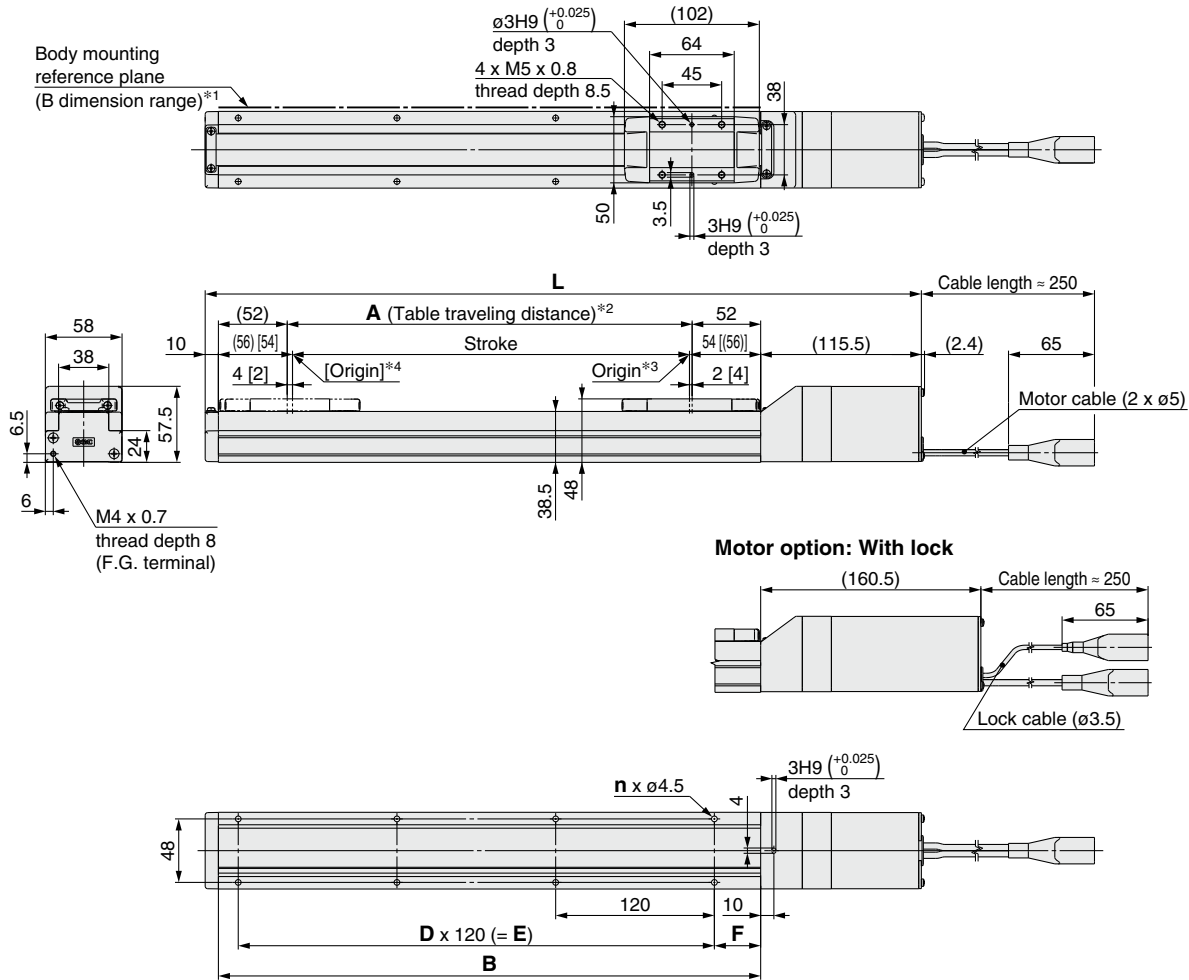 Body mounting
reference plane
(B dimension range)*1
ø3H9 (+0.025 0)
depth 3
4 x M5 x 0.8
thread depth 8.5
(102)
64
45
38
50
3.5
3H9 (+0.025 0)
depth 3
L
Cable length ≈ 250
(52)
A (Table traveling distance)*2
52
10
(56) [54]
Stroke
54 [(56)]
(115.5)
(2.4)
65
4 [2]
[Origin]*4
Origin*3
2 [4]
Motor cable (2 x ø5)
58
38
6.5
24
57.5
SMC
6
M4 x 0.7
thread depth 8
(F.G. terminal)
38.5
48
Motor option: With lock
(160.5)
Cable length ≈ 250
65
Lock cable (ø3.5)
n x ø4.5
3H9 (+0.025 0)
depth 3
4
48
120
10
D x 120 (= E)
F
B